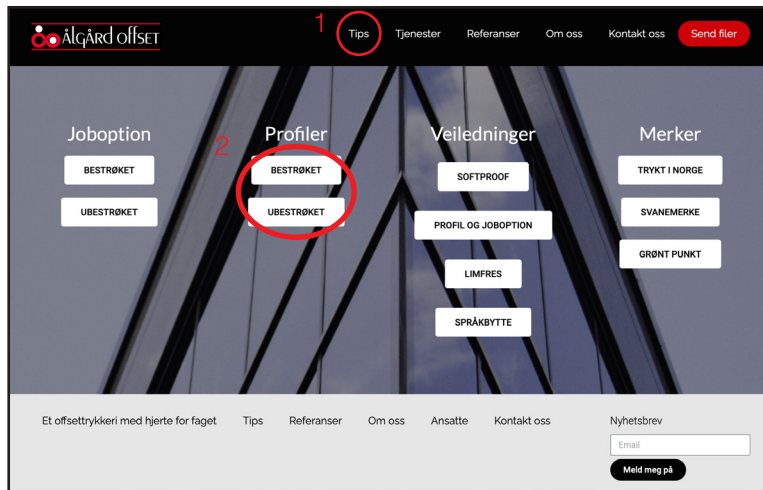 ålgård offset
1
Tips
Tjenester
Referanser
Om oss
Kontakt oss
Send filer
2
Joboption
BESTRØKET
UBESTRØKET
Profiler
BESTRØKET
UBESTRØKET
Veiledninger
SOFTPROOF
PROFIL OG JOBOPTION
LIMFRES
SPRÅKBYTTE
Merker
TRYKT I NORGE
SVANEMERKE
GRØNT PUNKT
Et offsettrykkeri med hjerte for faget
Tips
Referanser
Om oss
Ansatte
Kontakt oss
Nyhetsbrev
Email
Meld meg på